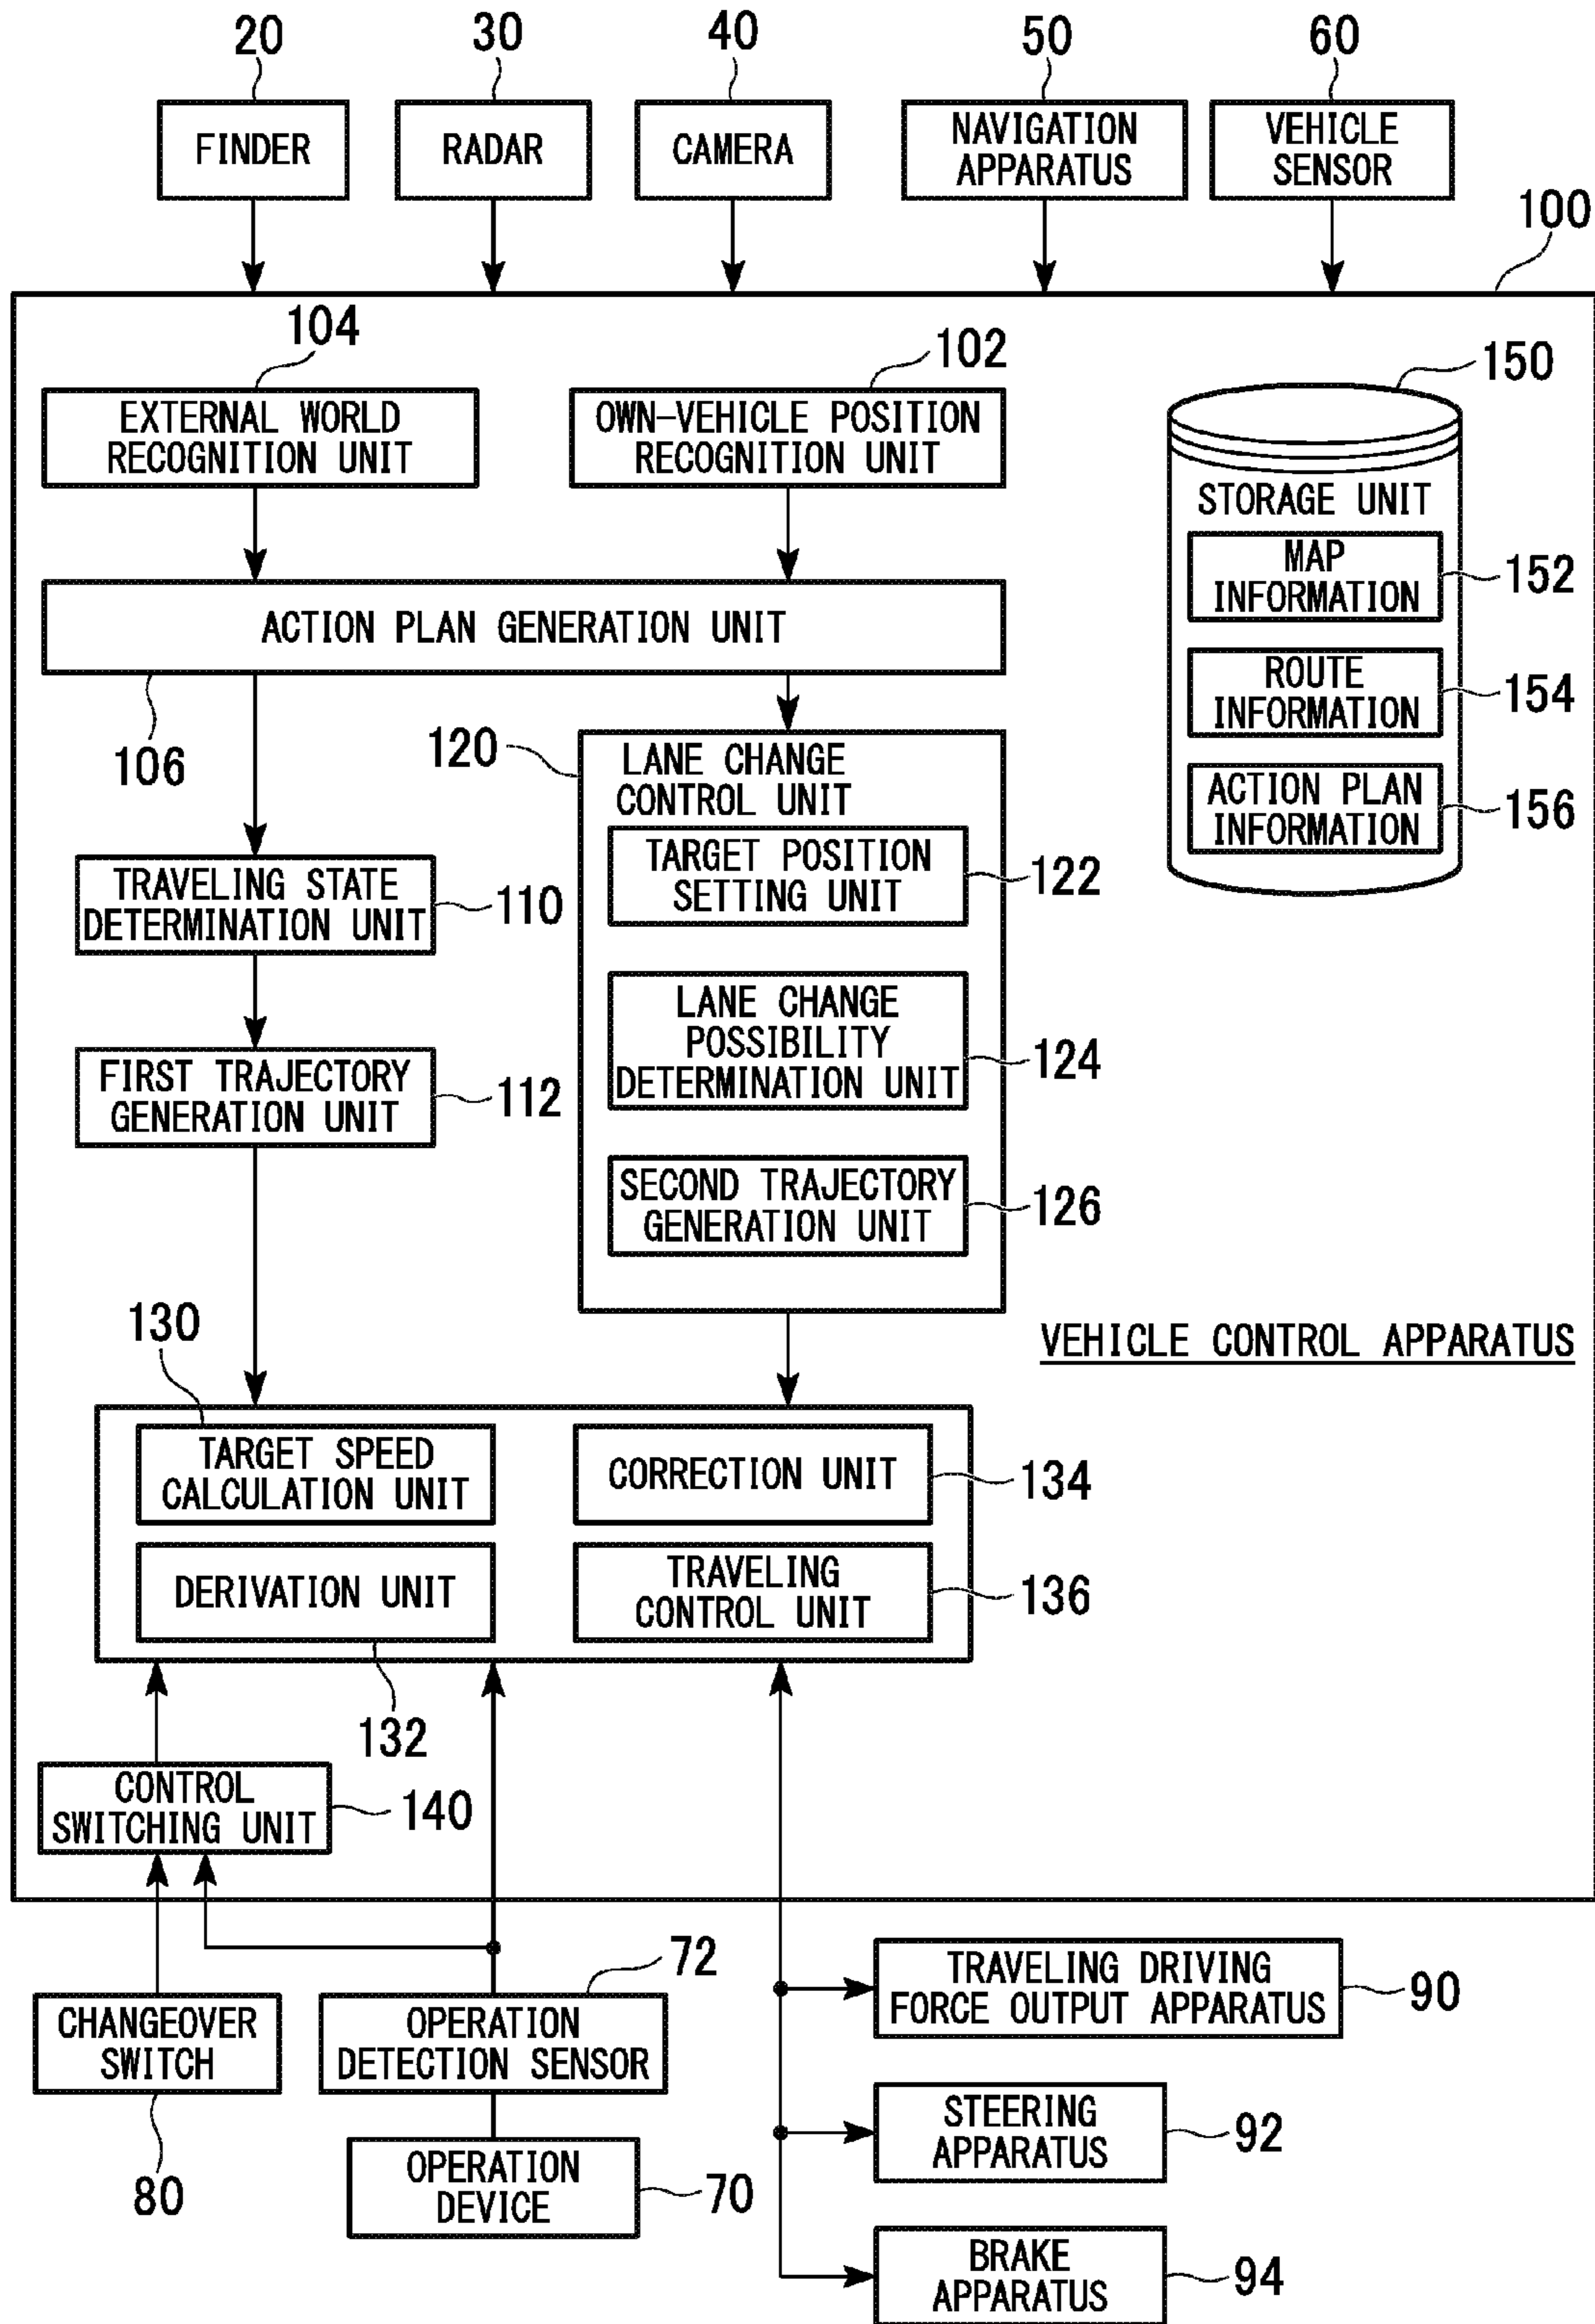 20
30
40
50
60
FINDER
RADAR
CAMERA
NAVIGATION
APPARATUS
VEHICLE
SENSOR
100
104
102
150
EXTERNAL WORLD
RECOGNITION UNIT
OWN-VEHICLE POSITION
RECOGNITION UNIT
STORAGE UNIT
MAP
INFORMATION
152
ACTION PLAN GENERATION UNIT
ROUTE
INFORMATION
154
106
120
LANE CHANGE
CONTROL UNIT
ACTION PLAN
INFORMATION
156
TARGET POSITION
SETTING UNIT
122
TRAVELING STATE
DETERMINATION UNIT
110
LANE CHANGE
POSSIBILITY
DETERMINATION UNIT
124
FIRST TRAJECTORY
GENERATION UNIT
112
SECOND TRAJECTORY
GENERATION UNIT
126
VEHICLE CONTROL APPARATUS
130
TARGET SPEED
CALCULATION UNIT
CORRECTION UNIT
134
DERIVATION UNIT
TRAVELING
CONTROL UNIT
136
132
CONTROL
SWITCHING UNIT
140
72
CHANGEOVER
SWITCH
80
OPERATION
DETECTION SENSOR
TRAVELING DRIVING
FORCE OUTPUT APPARATUS
90
STEERING
APPARATUS
92
OPERATION
DEVICE
70
BRAKE
APPARATUS
94